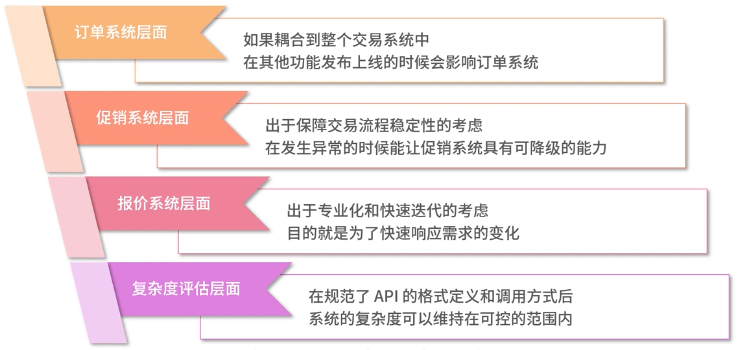 订单系统层面
如果耦合到整个交易系统中
在其他功能发布上线的时候会影响订单系统
促销系统层面
出于保障交易流程稳定性的考虑
在发生异常的时候能让促销系统具有可降级的能力
报价系统层面
出于专业化和快速迭代的考虑
目的就是为了快速响应需求的变化
复杂度评估层面
在规范了 API 的格式定义和调用方式后
系统的复杂度可以维持在可控的范围内